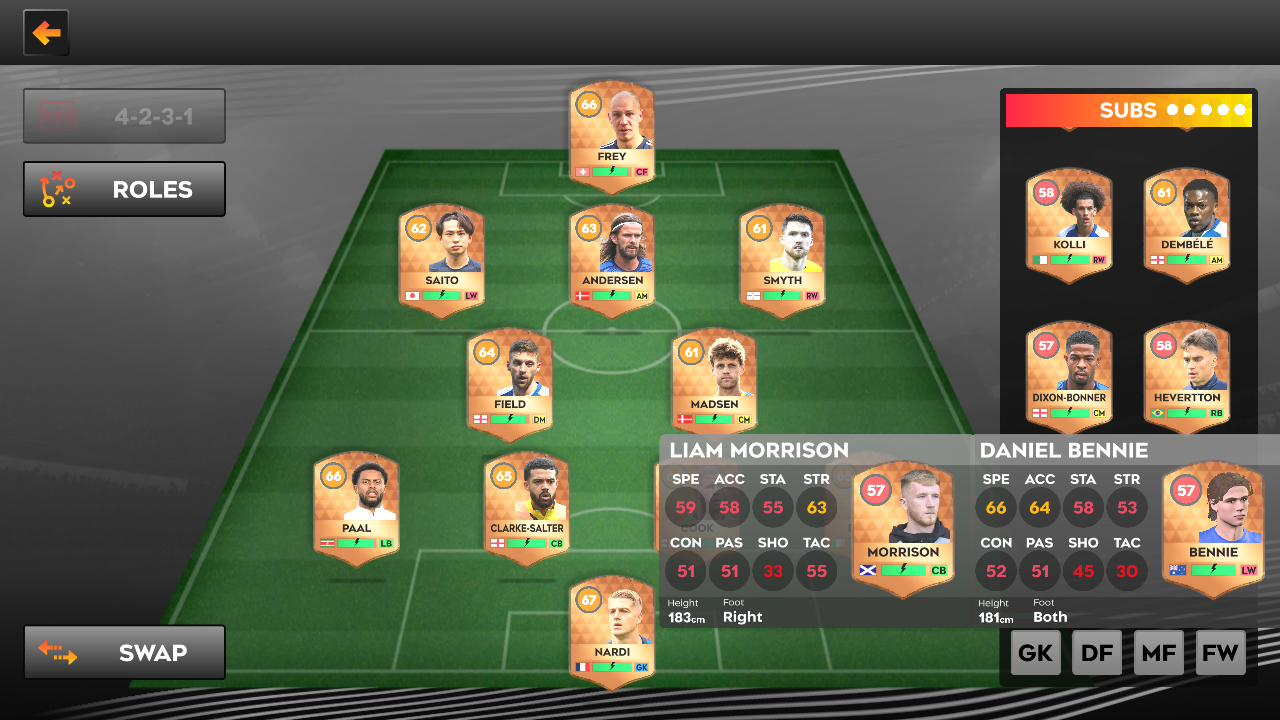 4-2-3-1
ROLES
SUBS
66
FREY
CF
62
SAITO
LW
63
ANDERSEN
AM
61
SMYTH
RW
58
KOLLI
RW
61
DEMBÉLÉ
AM
64
FIELD
DM
61
MADSEN
CM
57
DIXON-BONNER
CM
58
HEVERTTON
RB
66
PAAL
LB
65
CLARKE-SALTER
CB
COOK
LIAM MORRISON
SPE ACC STA STR
59 58 55 63
CON PAS SHO TAC
51 51 33 55
Height Foot
183cm Right
57
MORRISON
CB
DANIEL BENNIE
SPE ACC STA STR
66 64 58 53
CON PAS SHO TAC
52 51 45 30
Height Foot
181cm Both
57
BENNIE
LW
67
NARDI
GK
SWAP
GK DF MF FW